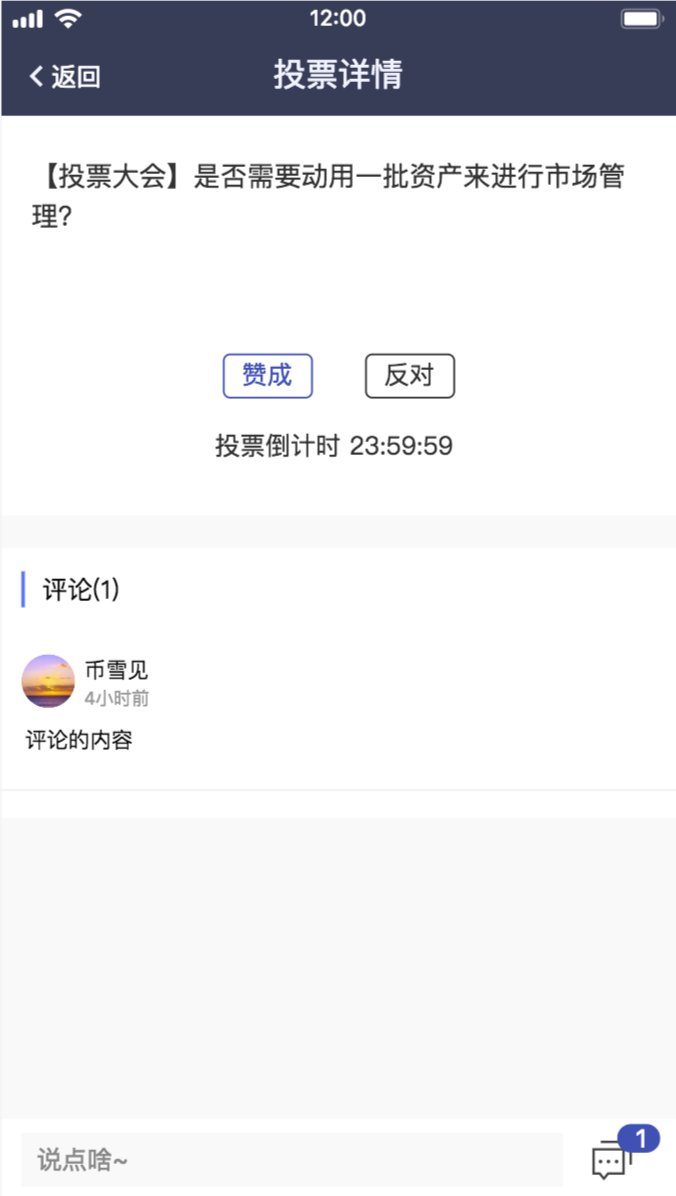 12:00
返回
投票详情
【投票大会】是否需要动用一批资产来进行市场管
理?
赞成
反对
投票倒计时 23:59:59
评论(1)
币雪见
4小时前
评论的内容
说点啥~
1